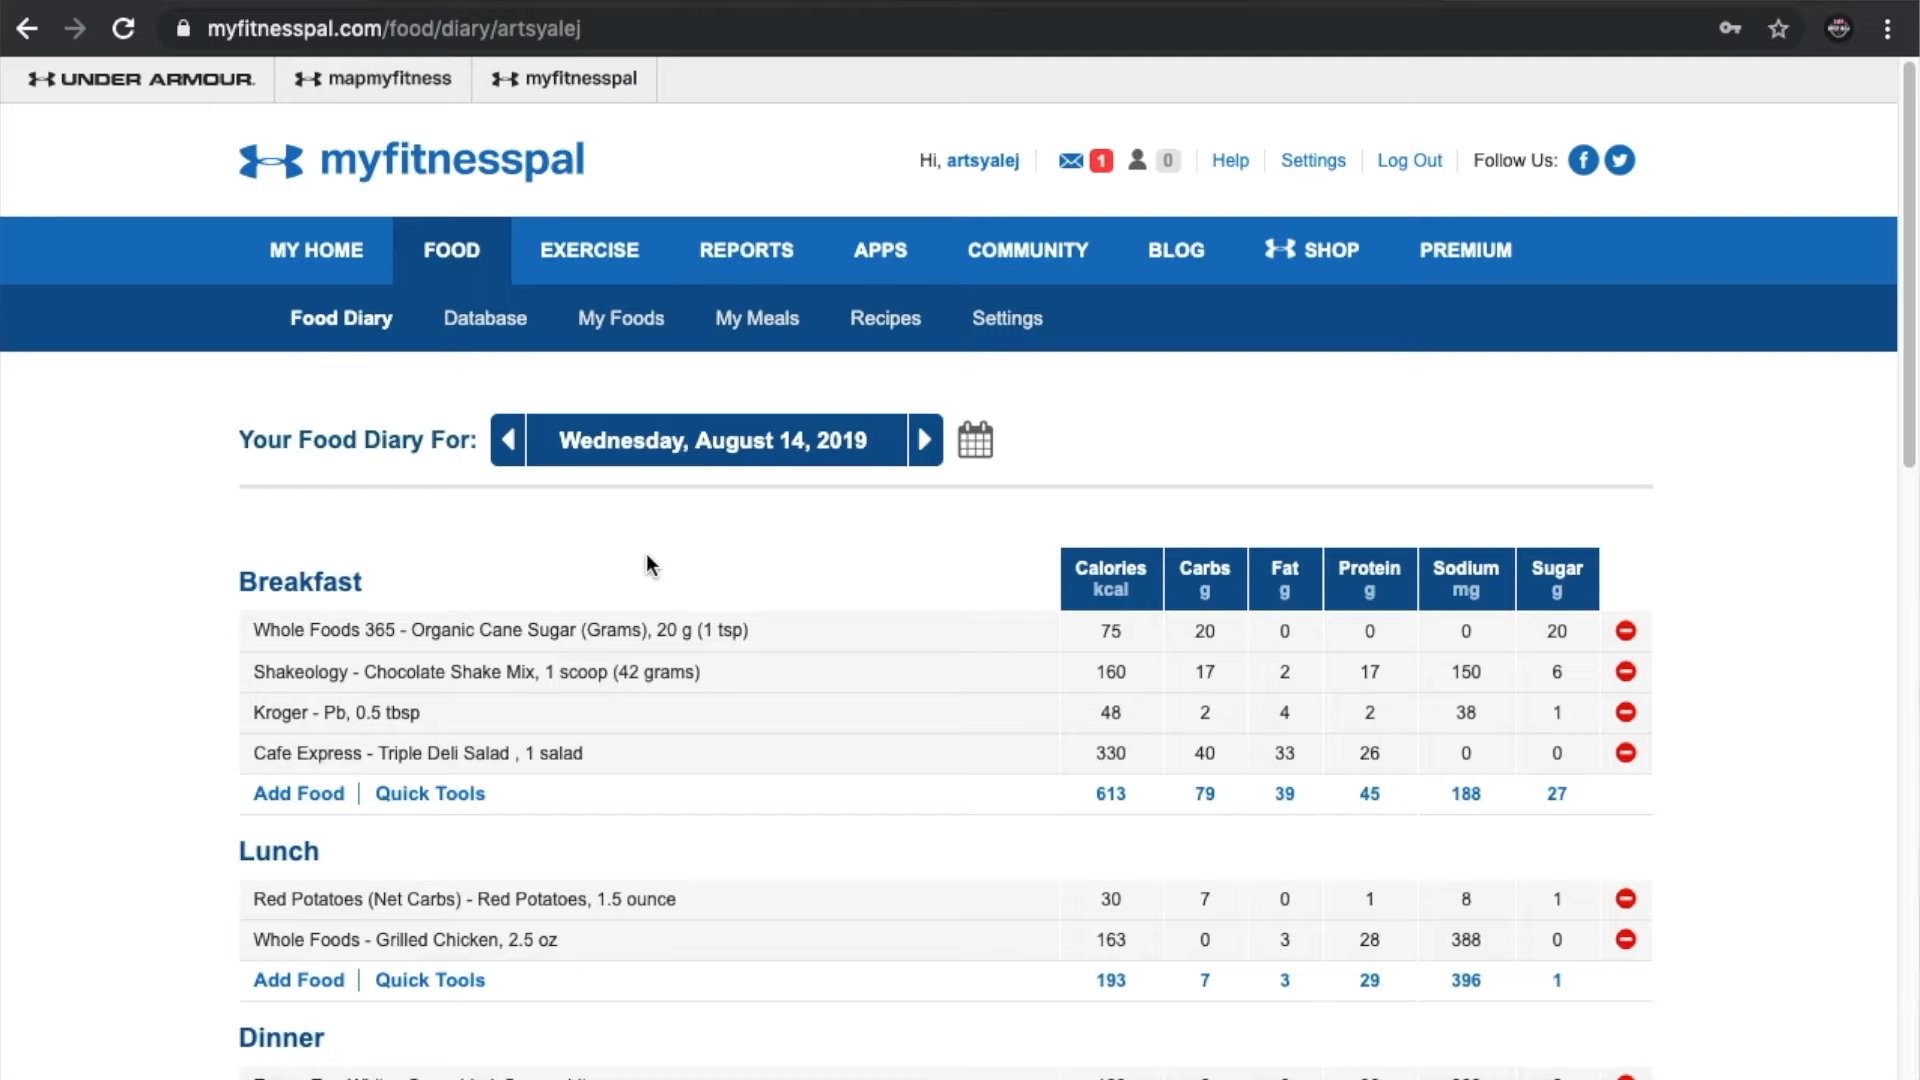 myfitnesspal.com/food/diary/artsyalej
UNDER ARMOUR. mapmyfitness myfitnesspal
myfitnesspal Hi, artsyalej 1 0 Help Settings Log Out Follow Us:
MY HOME FOOD EXERCISE REPORTS APPS COMMUNITY BLOG SHOP PREMIUM
Food Diary Database My Foods My Meals Recipes Settings
Your Food Diary For: Wednesday, August 14, 2019
Breakfast Calories kcal Carbs g Fat g Protein g Sodium mg Sugar g
Whole Foods 365 - Organic Cane Sugar (Grams), 20 g (1 tsp) 75 20 0 0 0 20
Shakeology - Chocolate Shake Mix, 1 scoop (42 grams) 160 17 2 17 150 6
Kroger - Pb, 0.5 tbsp 48 2 4 2 38 1
Cafe Express - Triple Deli Salad , 1 salad 330 40 33 26 0 0
Add Food | Quick Tools 613 79 39 45 188 27
Lunch
Red Potatoes (Net Carbs) - Red Potatoes, 1.5 ounce 30 7 0 1 8 1
Whole Foods - Grilled Chicken, 2.5 oz 163 0 3 28 388 0
Add Food | Quick Tools 193 7 3 29 396 1
Dinner